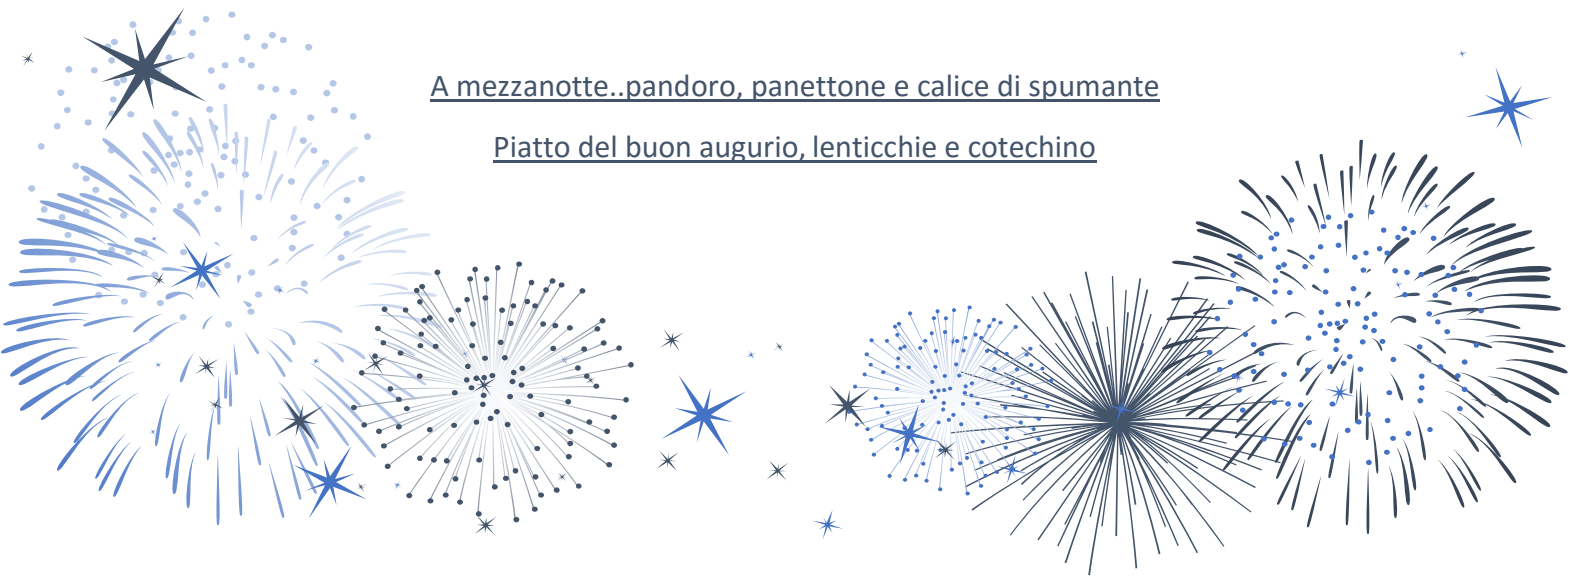 A mezzanotte..pandoro, panettone e calice di spumante
Piatto del buon augurio, lenticchie e cotechino